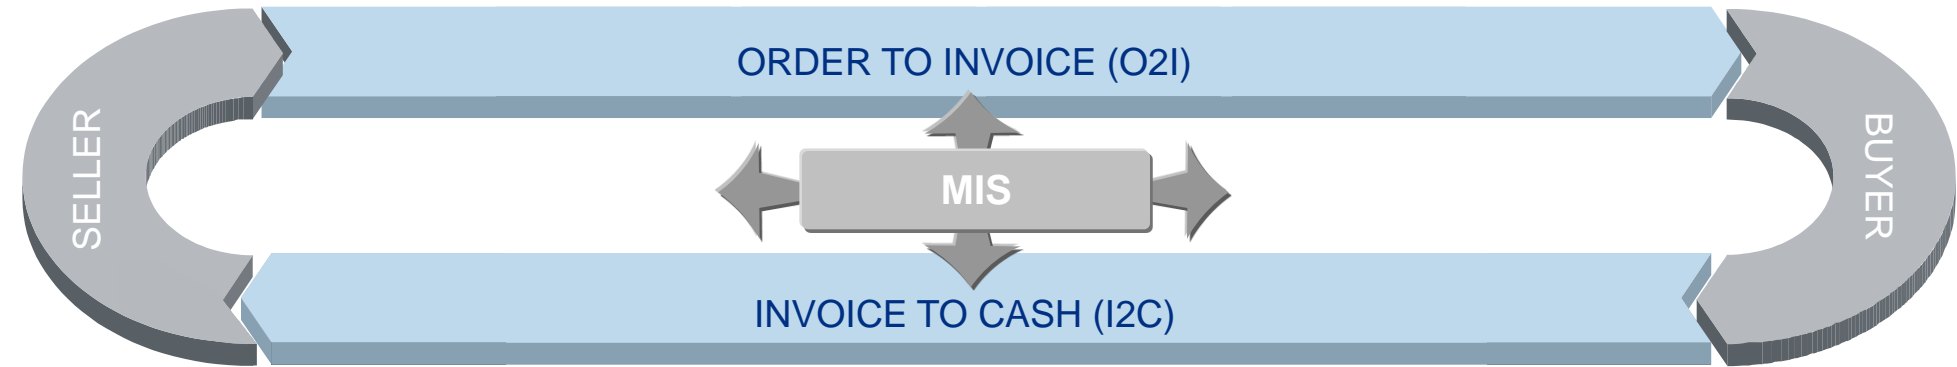 ORDER TO INVOICE (O2I)
SELLER
MIS
BUYER
INVOICE TO CASH (I2C)